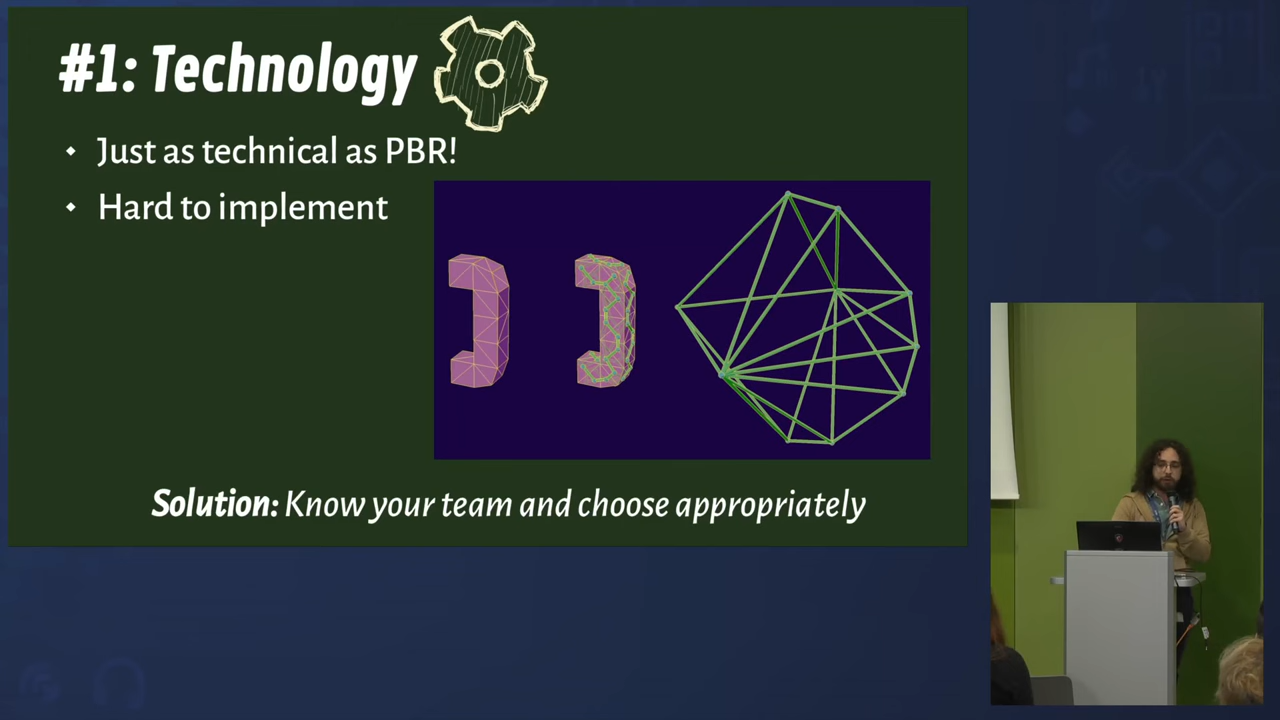 #1: Technology
Just as technical as PBR!
Hard to implement
Solution: Know your team and choose appropriately